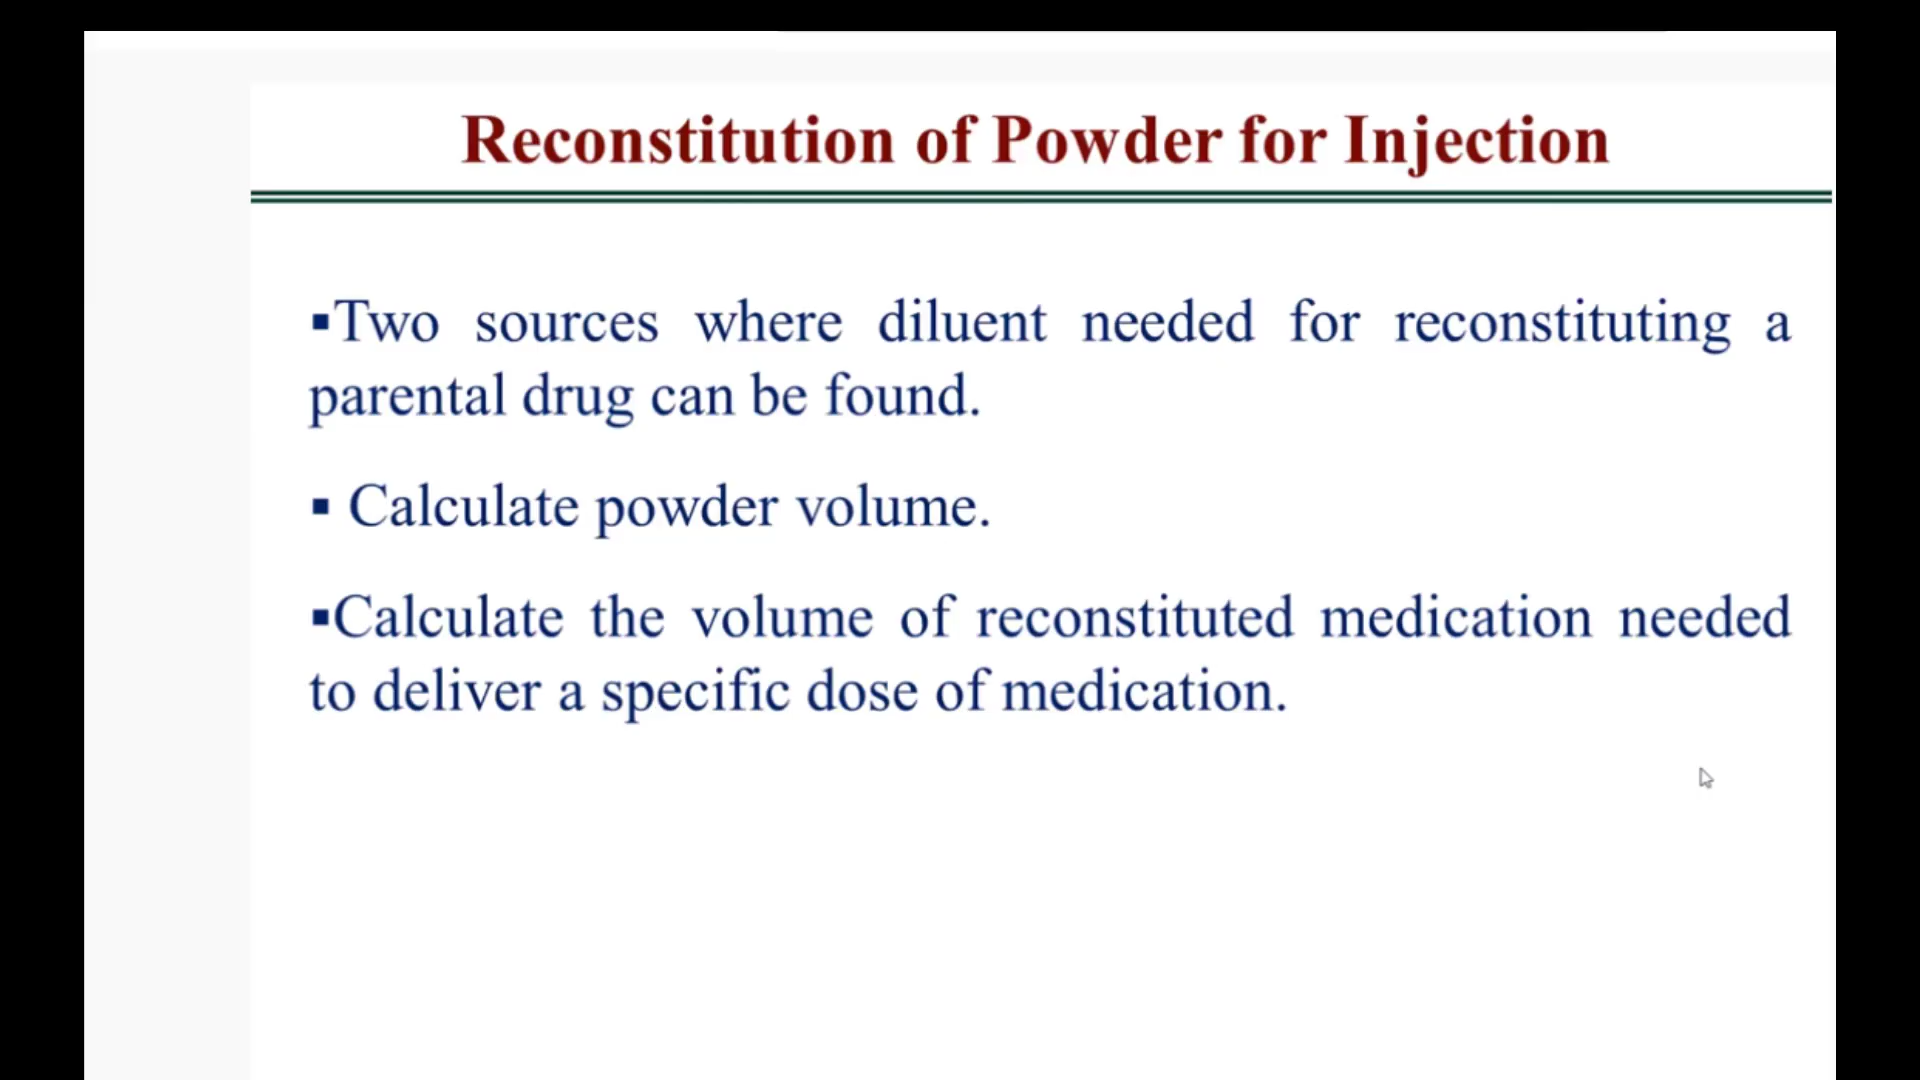 Reconstitution of Powder for Injection
▪Two sources where diluent needed for reconstituting a
parental drug can be found.
▪ Calculate powder volume.
▪Calculate the volume of reconstituted medication needed
to deliver a specific dose of medication.